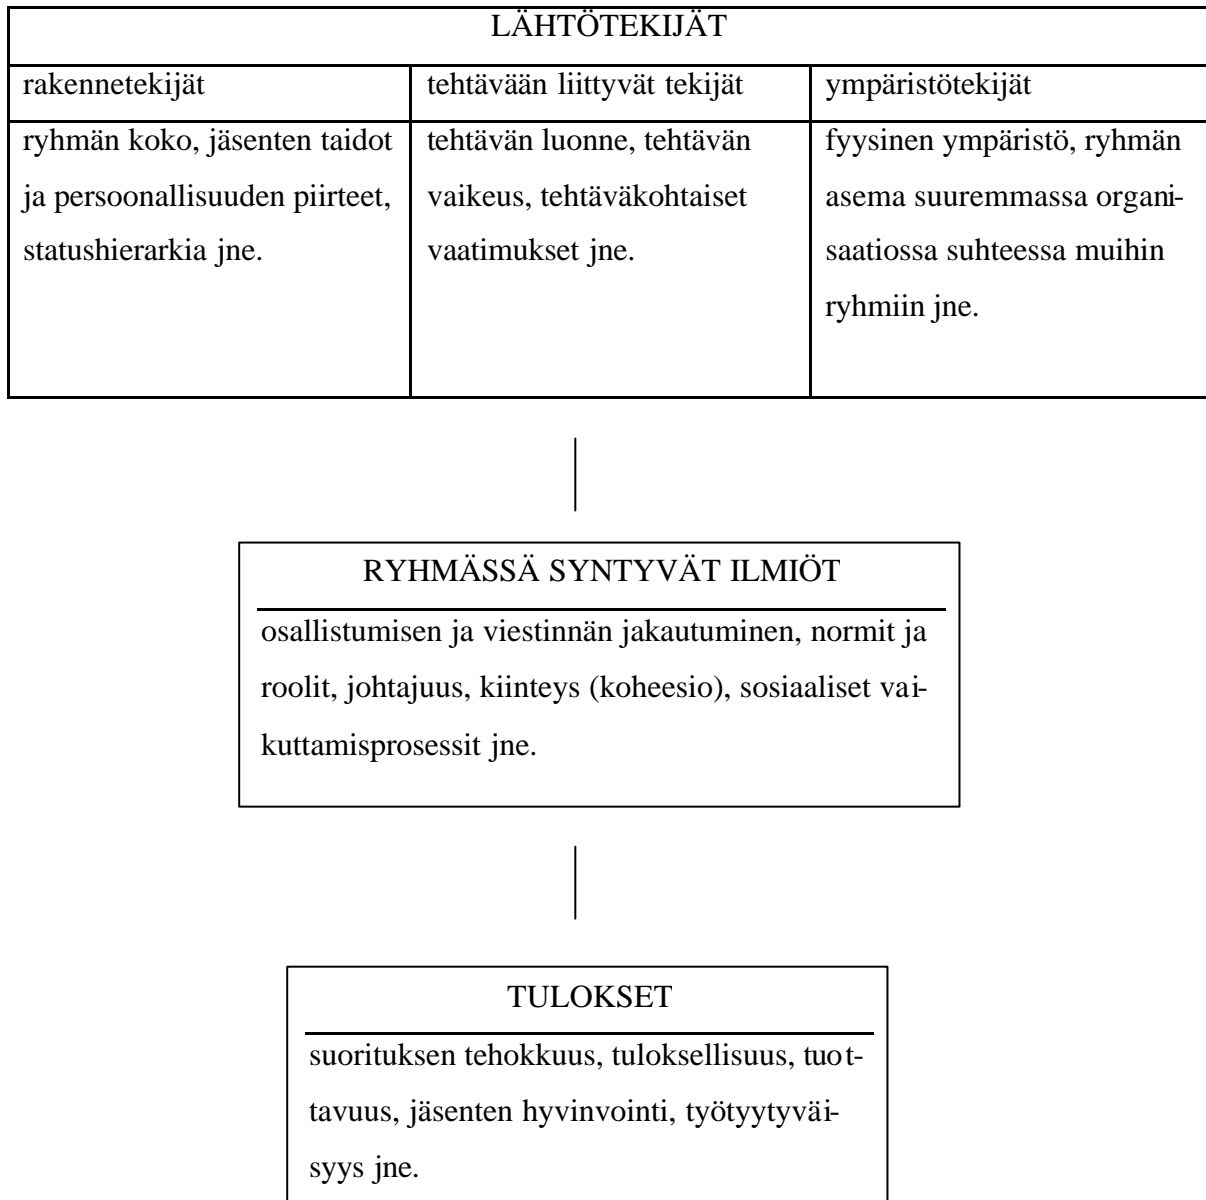 LÄHTÖTEKIJÄT
rakennetekijät
tehtävään liittyvät tekijät
ympäristötekijät
ryhmän koko, jäsenten taidot
ja persoonallisuuden piirteet,
statushierarkia jne.
tehtävän luonne, tehtävän
vaikeus, tehtäväkohtaiset
vaatimukset jne.
fyysinen ympäristö, ryhmän
asema suuremmassa organi-
saatiossa suhteessa muihin
ryhmiin jne.
RYHMÄSSÄ SYNTYVÄT ILMIÖT
osallistumisen ja viestinnän jakautuminen, normit ja
roolit, johtajuus, kiinteys (koheesio), sosiaaliset vai-
kuttamisprosessit jne.
TULOKSET
suorituksen tehokkuus, tuloksellisuus, tuot-
tavuus, jäsenten hyvinvointi, työtyytyväi-
syys jne.